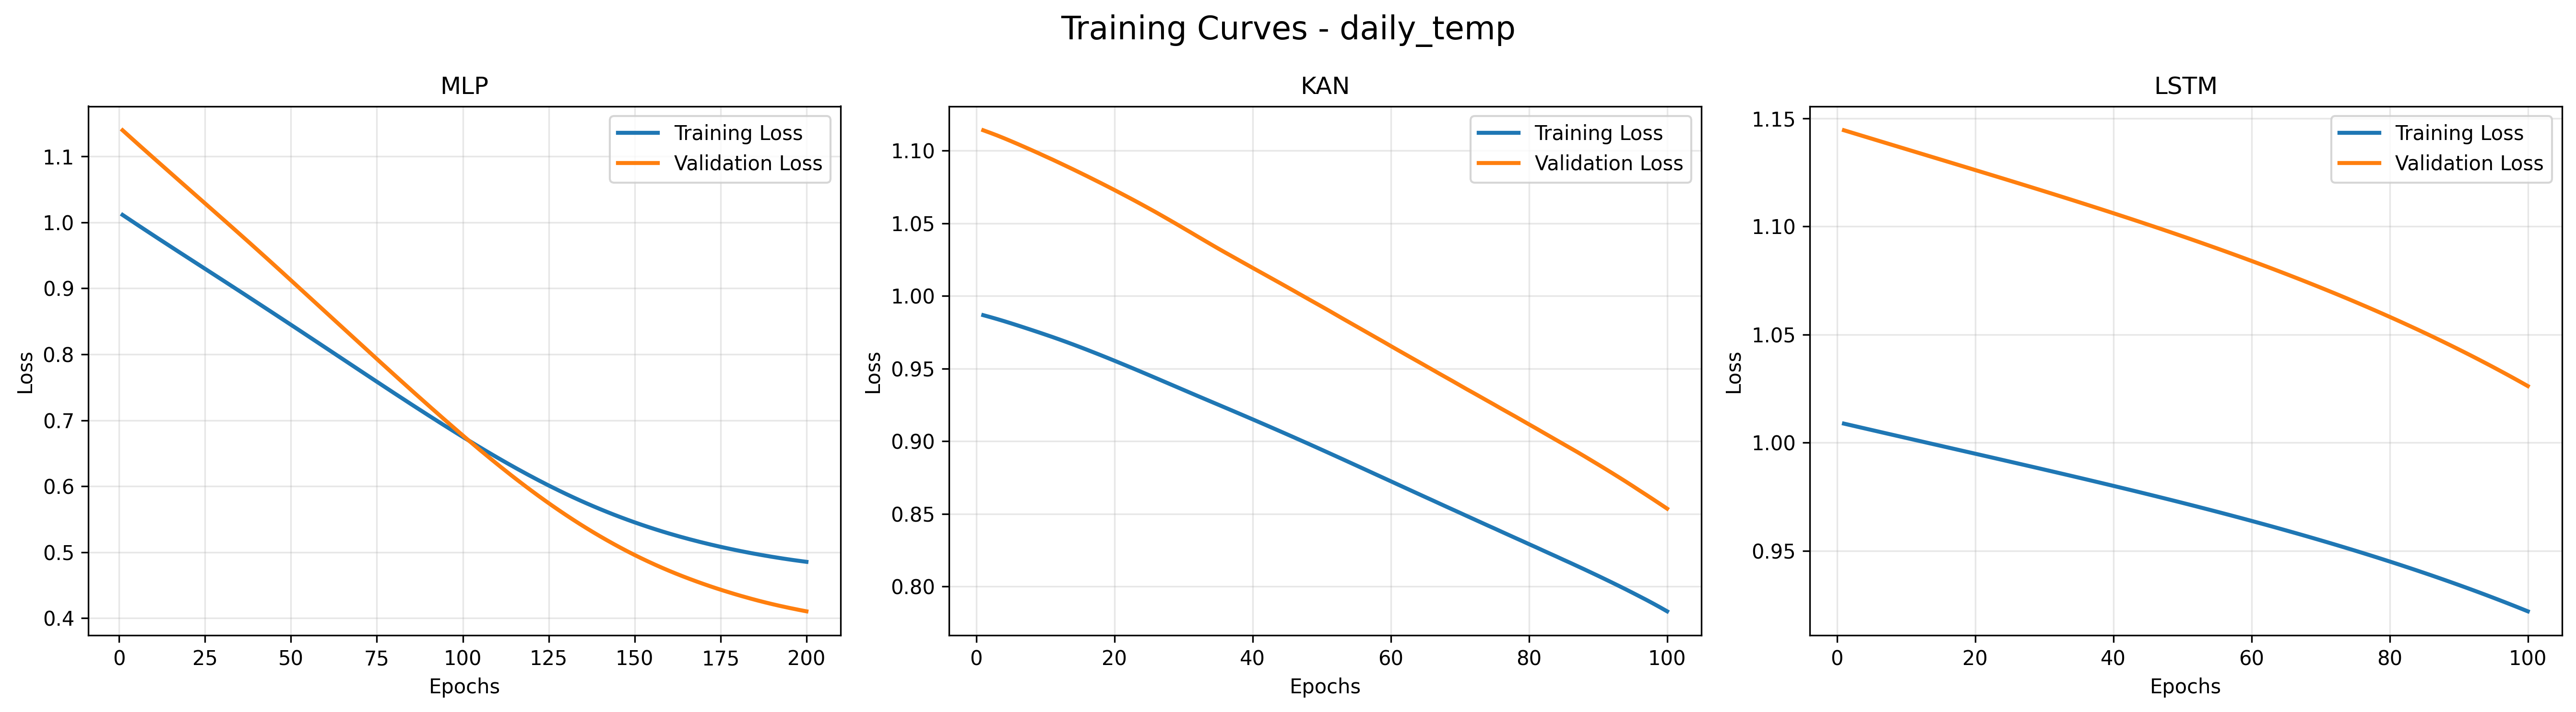 Training Curves - daily_temp
MLP
Training Loss
Validation Loss
1.1
1.0
0.9
0.8
0.7
0.6
0.5
0.4
Loss
0 25 50 75 100 125 150 175 200
Epochs
KAN
Training Loss
Validation Loss
1.10
1.05
1.00
0.95
0.90
0.85
0.80
Loss
0 20 40 60 80 100
Epochs
LSTM
Training Loss
Validation Loss
1.15
1.10
1.05
1.00
0.95
Loss
0 20 40 60 80 100
Epochs